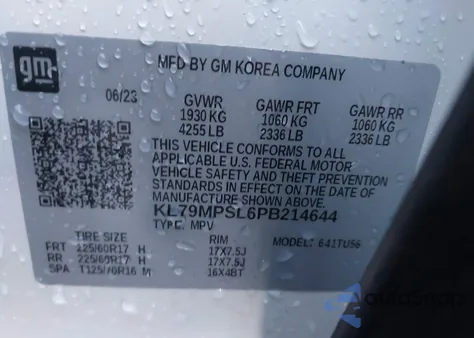 gm
MFD BY GM KOREA COMPANY
06/23 GVWR GAWR FRT GAWR RR
1930 KG 1060 KG 1060 KG
4255 LB 2336 LB 2336 LB
THIS VEHICLE CONFORMS TO ALL
APPLICABLE U.S. FEDERAL MOTOR
VEHICLE SAFETY AND THEFT PREVENTION
STANDARDS IN EFFECT ON THE DATE OF
MANUFACTURE SHOWN ABOVE.
KL79MPSL6PB214644
TYPE: MPV MODEL: 641TU56
TIRE SIZE RIM
FRT 225/60R17 H 17X7.5J
RR 225/60R17 H 17X7.5J
SPA T125/70R16 M 16X4BT